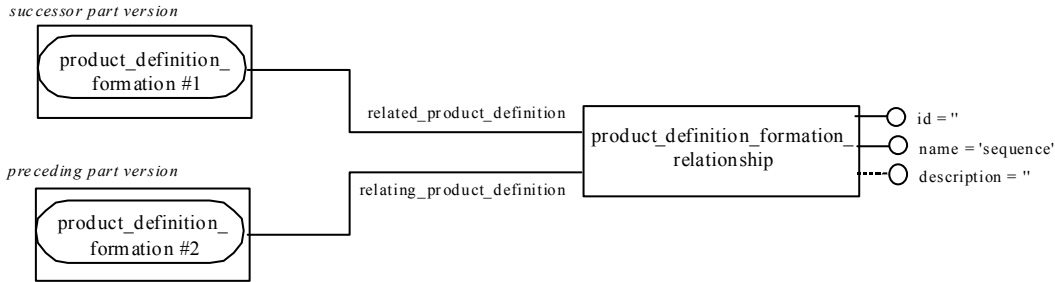 successor part version
product_definition_
formation #1
related_product_definition
product_definition_formation_
relationship
id = ''
name = 'sequence'
description = ''
preceding part version
relating_product_definition
product_definition_
formation #2